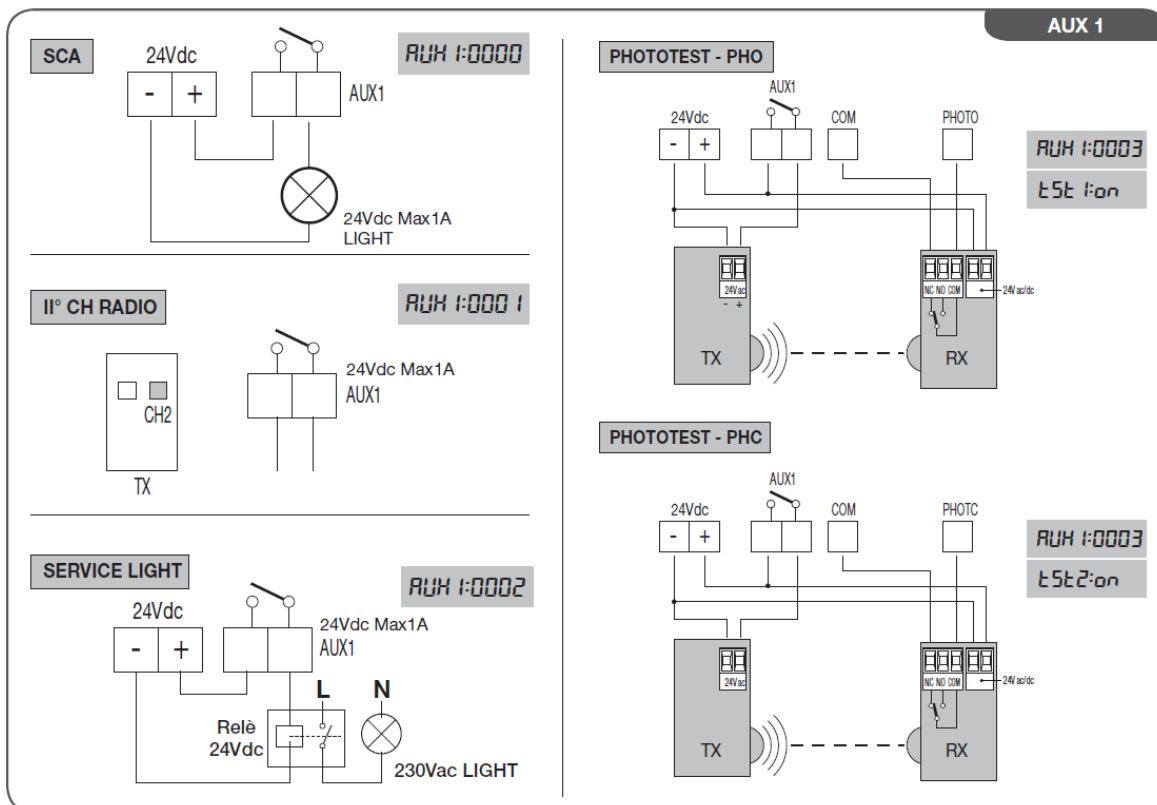 AUX 1
SCA
24Vdc
- +
AUX1
AUX 1:0000
24Vdc Max1A
LIGHT
II° CH RADIO
AUX 1:0001
CH2
TX
24Vdc Max1A
AUX1
SERVICE LIGHT
AUX 1:0002
24Vdc
- +
24Vdc Max1A
AUX1
L N
Relè
24Vdc
230Vac LIGHT
PHOTOTEST - PHO
AUX1
24Vdc
- +
COM
PHOTO
AUX 1:0003
tSt 1:on
24Vac
- +
TX
NC NO COM
24Vac/dc
RX
PHOTOTEST - PHC
AUX1
24Vdc
- +
COM
PHOTC
AUX 1:0003
tSt2:on
24Vac
TX
NC NO COM
24Vac/dc
RX